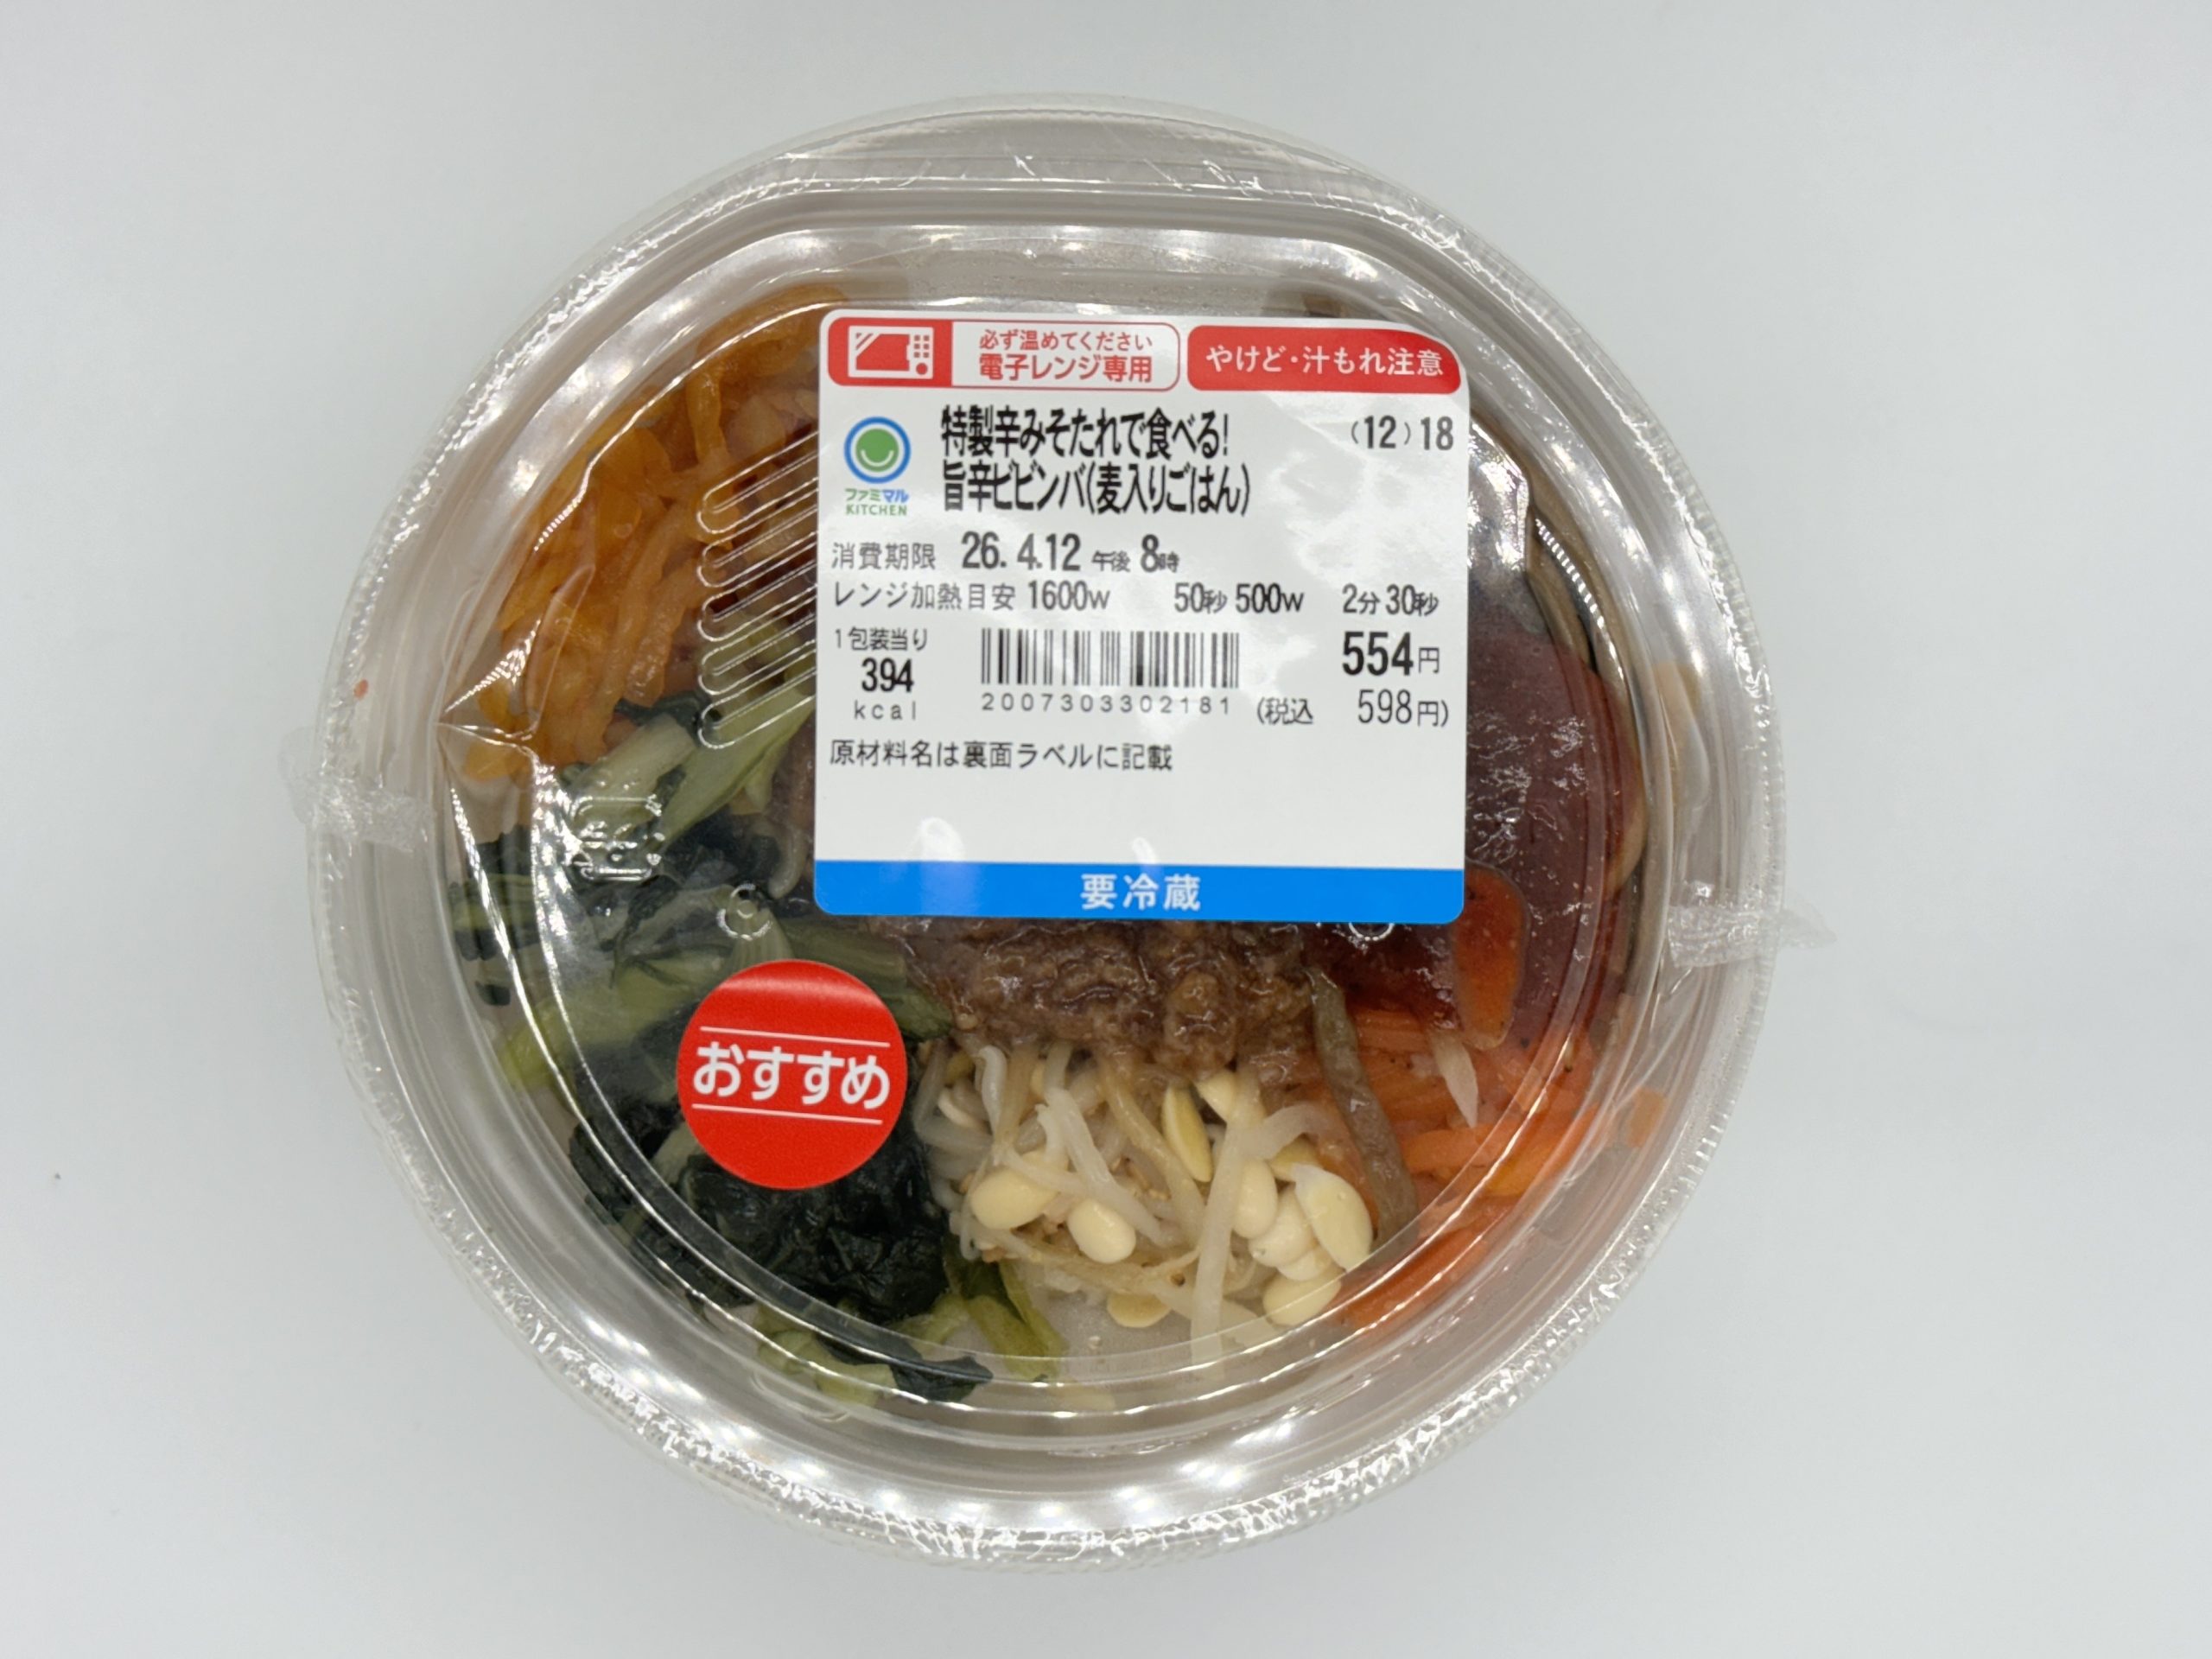 必ず温めてください
電子レンジ専用
やけど・汁もれ注意
特製辛みそたれで食べる!
(12)18
旨辛ビビンバ(麦入りごはん)
ファミマル
KITCHEN
消費期限 26. 4.12 午後 8時
レンジ加熱目安 1600w 50秒 500w 2分30秒
1包装当り
394
kcal
2007303302181
554円
(税込 598円)
原材料名は裏面ラベルに記載
要冷蔵
おすすめ